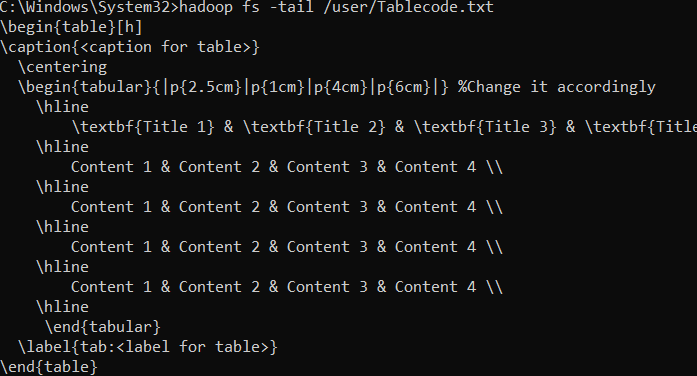 C:\Windows\System32>hadoop fs -tail /user/Tablecode.txt
\begin{table}[h]
\caption{<caption for table>}
  \centering
  \begin{tabular}{|p{2.5cm}|p{1cm}|p{4cm}|p{6cm}|} %Change it accordingly
    \hline
        \textbf{Title 1} & \textbf{Title 2} & \textbf{Title 3} & \textbf{Title
    \hline
        Content 1 & Content 2 & Content 3 & Content 4 \\
    \hline
        Content 1 & Content 2 & Content 3 & Content 4 \\
    \hline
        Content 1 & Content 2 & Content 3 & Content 4 \\
    \hline
        Content 1 & Content 2 & Content 3 & Content 4 \\
    \hline
     \end{tabular}
  \label{tab:<label for table>}
\end{table}